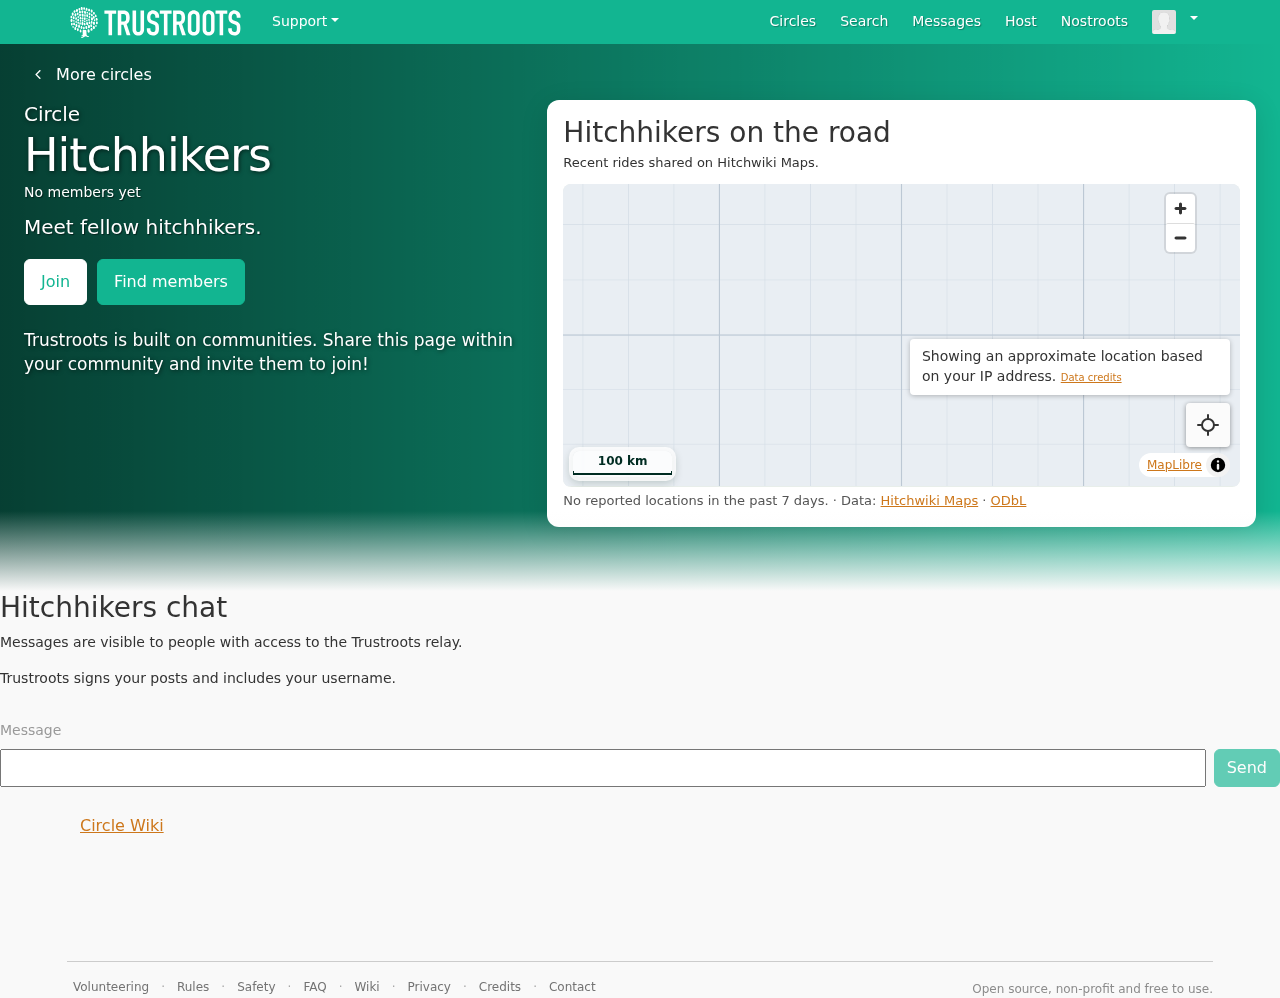 TRUSTROOTS
Support
Circles
Search
Messages
Host
Nostroots
More circles
Circle
Hitchhikers
No members yet
Meet fellow hitchhikers.
Join
Find members
Trustroots is built on communities. Share this page within
your community and invite them to join!
Hitchhikers on the road
Recent rides shared on Hitchwiki Maps.
Showing an approximate location based
on your IP address. Data credits
100 km
MapLibre
No reported locations in the past 7 days. · Data: Hitchwiki Maps · ODbL
Hitchhikers chat
Messages are visible to people with access to the Trustroots relay.
Trustroots signs your posts and includes your username.
Message
Send
Circle Wiki
Volunteering · Rules · Safety · FAQ · Wiki · Privacy · Credits · Contact
Open source, non-profit and free to use.